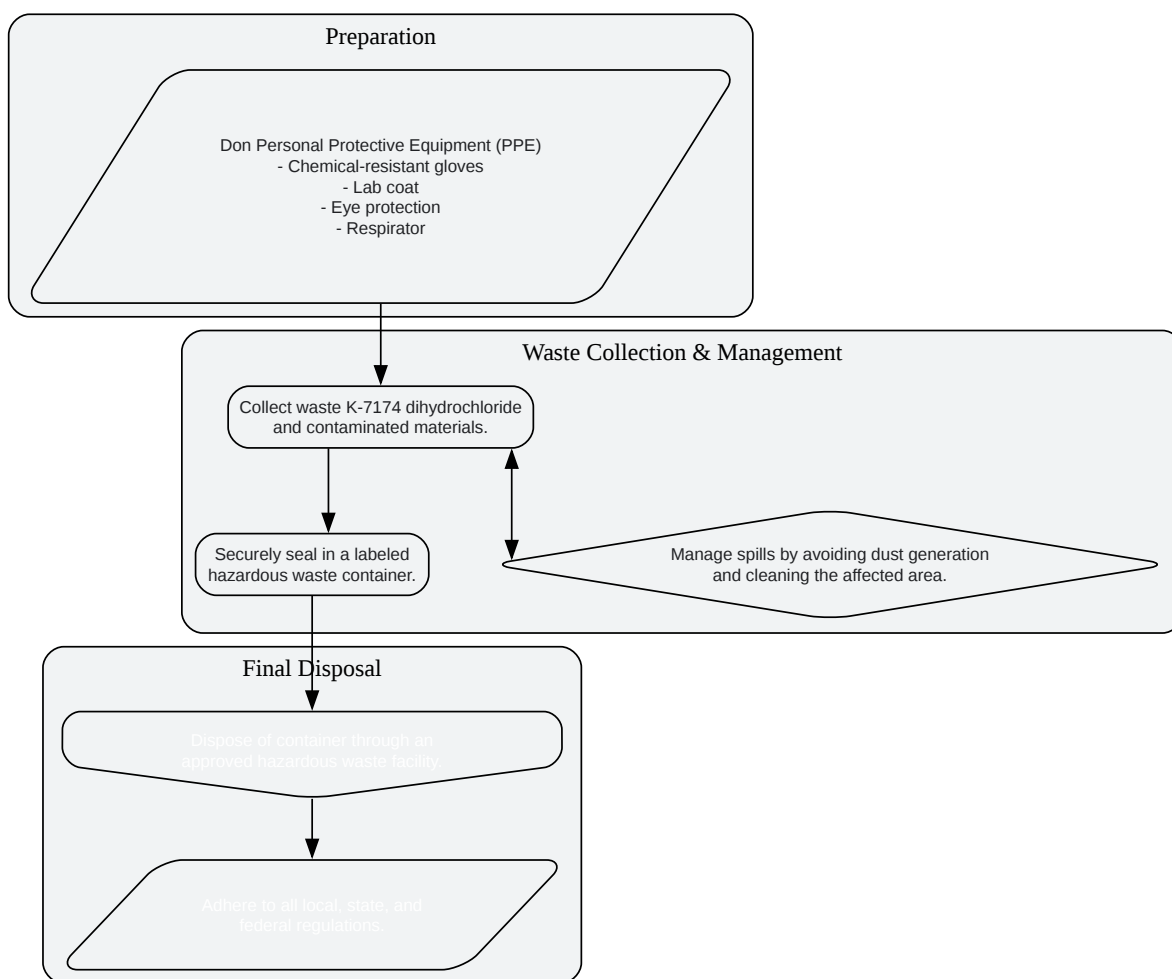 Preparation
Don Personal Protective Equipment (PPE)
- Chemical-resistant gloves
- Lab coat
- Eye protection
- Respirator
Waste Collection & Management
Collect waste K-7174 dihydrochloride
and contaminated materials.
Securely seal in a labeled
hazardous waste container.
Manage spills by avoiding dust generation
and cleaning the affected area.
Final Disposal
Dispose of container through an
approved hazardous waste facility.
Adhere to all local, state, and
federal regulations.